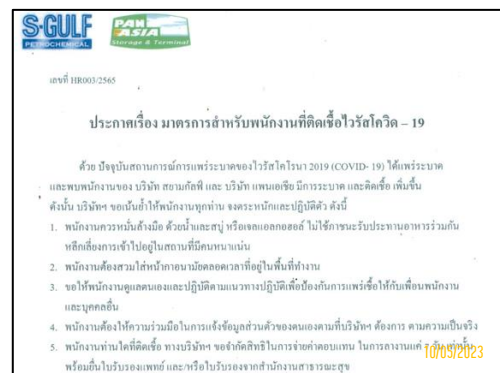 S-GULF
PETROCHEMICAL
PAN
ASIA
Storage & Terminal
เลขที่ HR003/2565
ประกาศเรื่อง มาตรการสำหรับพนักงานที่ติดเชื้อไวรัสโควิด – 19
ด้วย ปัจจุบันสถานการณ์การแพร่ระบาดของไวรัสโคโรนา 2019 (COVID- 19) ได้แพร่ระบาด
และพบพนักงานของ บริษัท สยามกัลฟ์ และ บริษัท แพนเอเซีย มีการระบาด และติดเชื้อ เพิ่มขึ้น
ดังนั้น บริษัทฯ ขอเน้นย้ำให้พนักงานทุกท่าน จงตระหนักและปฏิบัติตัว ดังนี้
1. พนักงานควรหมั่นล้างมือ ด้วยน้ำและสบู่ หรือเจลแอลกอฮอล์ ไม่ใช้ภาชนะรับประทานอาหารร่วมกัน
หลีกเลี่ยงการเข้าไปอยู่ในสถานที่มีคนหนาแน่น
2. พนักงานต้องสวมใส่หน้ากากอนามัยตลอดเวลาที่อยู่ในพื้นที่ทำงาน
3. ขอให้พนักงานดูแลตนเองและปฏิบัติตามแนวทางปฏิบัติเพื่อป้องกันการแพร่เชื้อให้กับเพื่อนพนักงาน
และบุคคลอื่น
4. พนักงานต้องให้ความร่วมมือในการแจ้งข้อมูลส่วนตัวของตนเองตามที่บริษัทฯ ต้องการ ตามความเป็นจริง
5. พนักงานท่านใดที่ติดเชื้อ ทางบริษัทฯ ขอจำกัดสิทธิในการจ่ายค่าตอบแทน ในการลางานแค่ วัน เท่านั้น
พร้อมยื่นใบรับรองแพทย์ และ/หรือใบรับรองจากสำนักงานสาธารณะสุข
10/05/2023